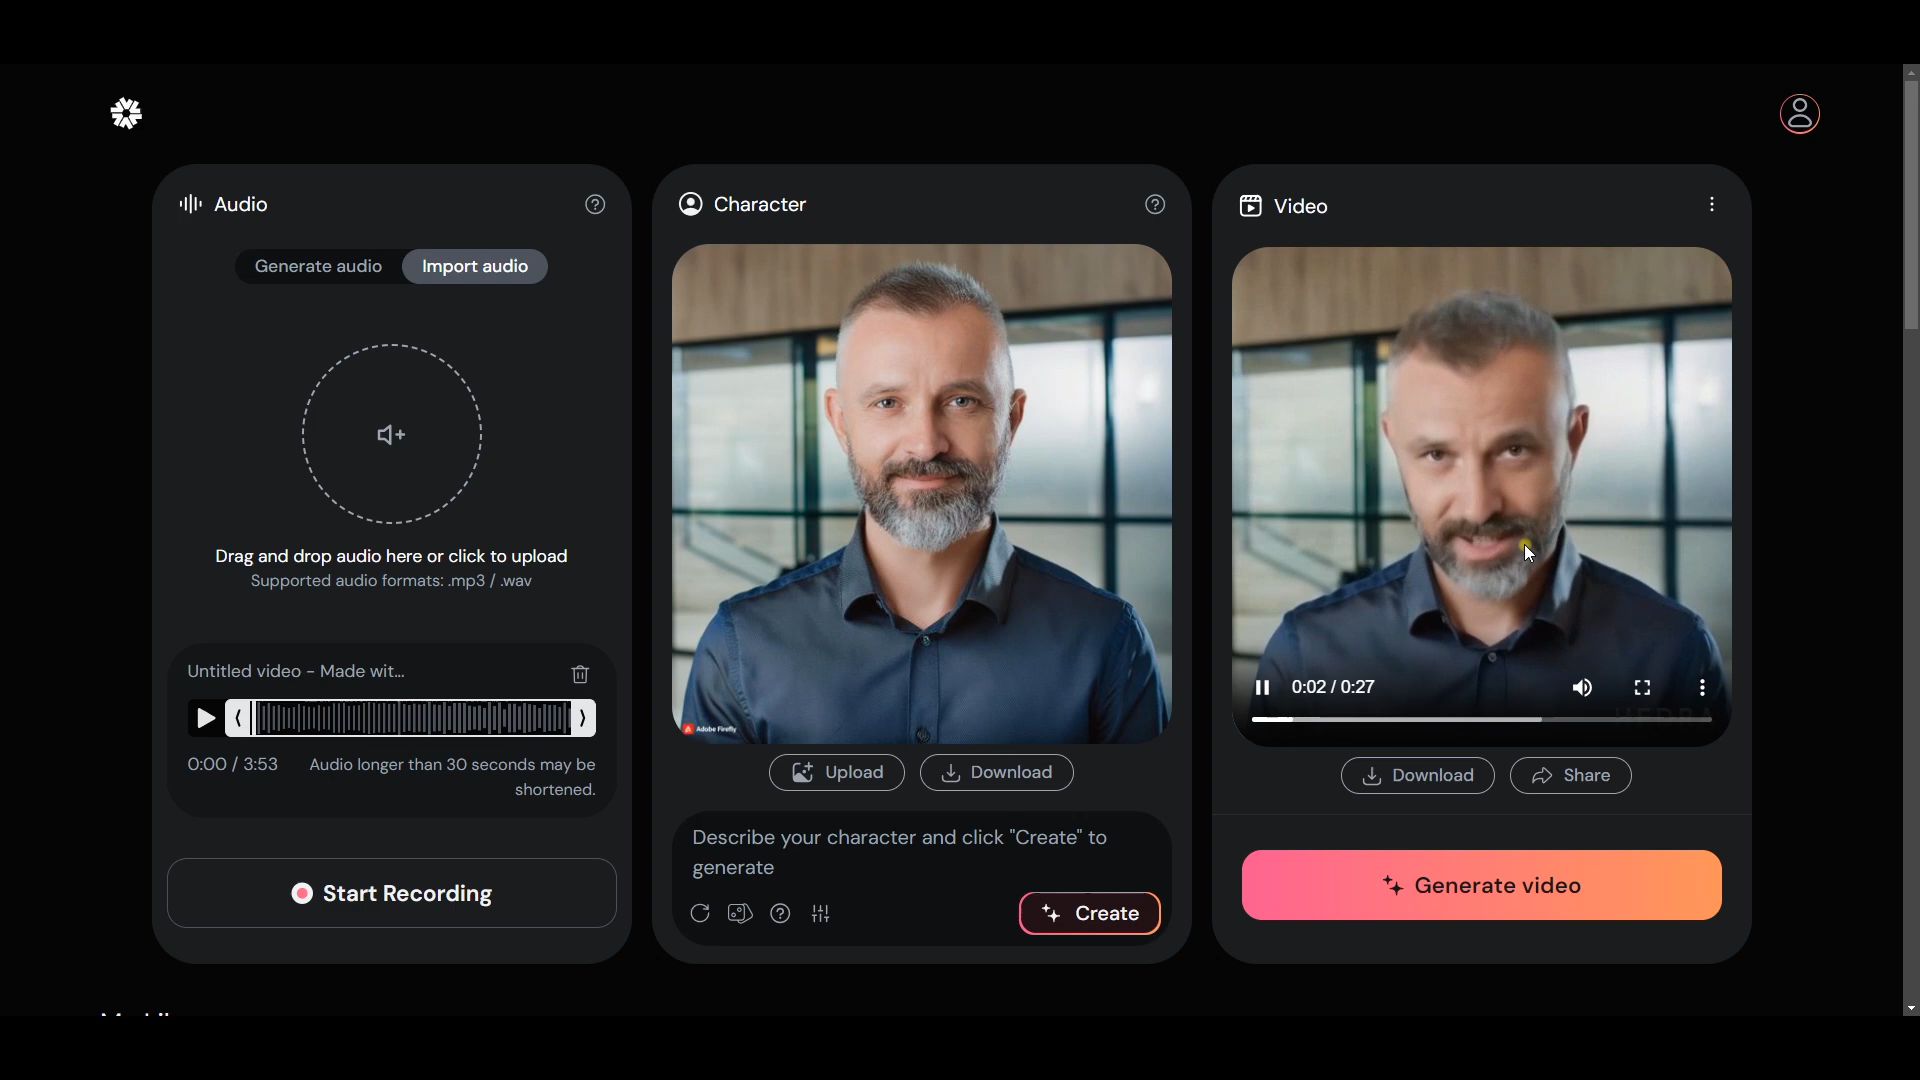 Audio
Generate audio
Import audio
Drag and drop audio here or click to upload
Supported audio formats: .mp3 / .wav
Untitled video - Made wit...
0:00 / 3:53
Audio longer than 30 seconds may be
shortened.
Start Recording
Character
Adobe Firefly
Upload
Download
Describe your character and click "Create" to
generate
Create
Video
0:02 / 0:27
HEDRA
Download
Share
Generate video